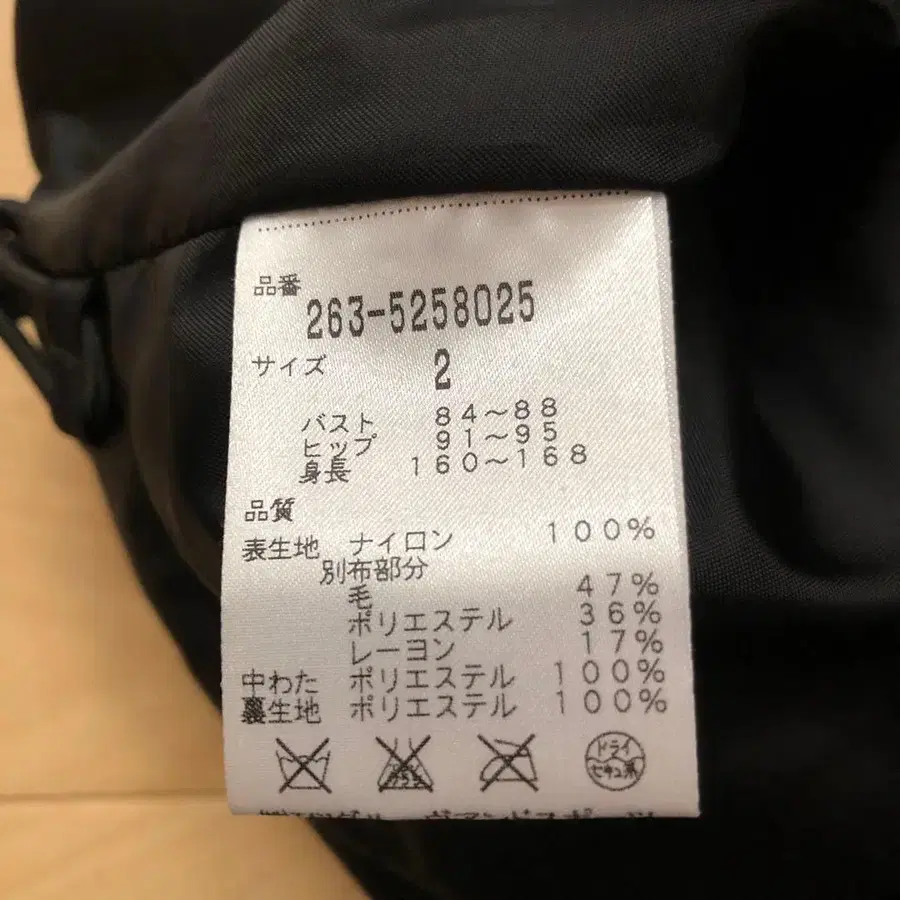 品番
263-5258025
サイズ 2
バスト 84～88
ヒップ 91～95
身長 160～168
品質
表生地 ナイロン 100%
別布部分
毛 47%
ポリエステル 36%
レーヨン 17%
中わた ポリエステル 100%
裏生地 ポリエステル 100%
ドライ
セキユ系